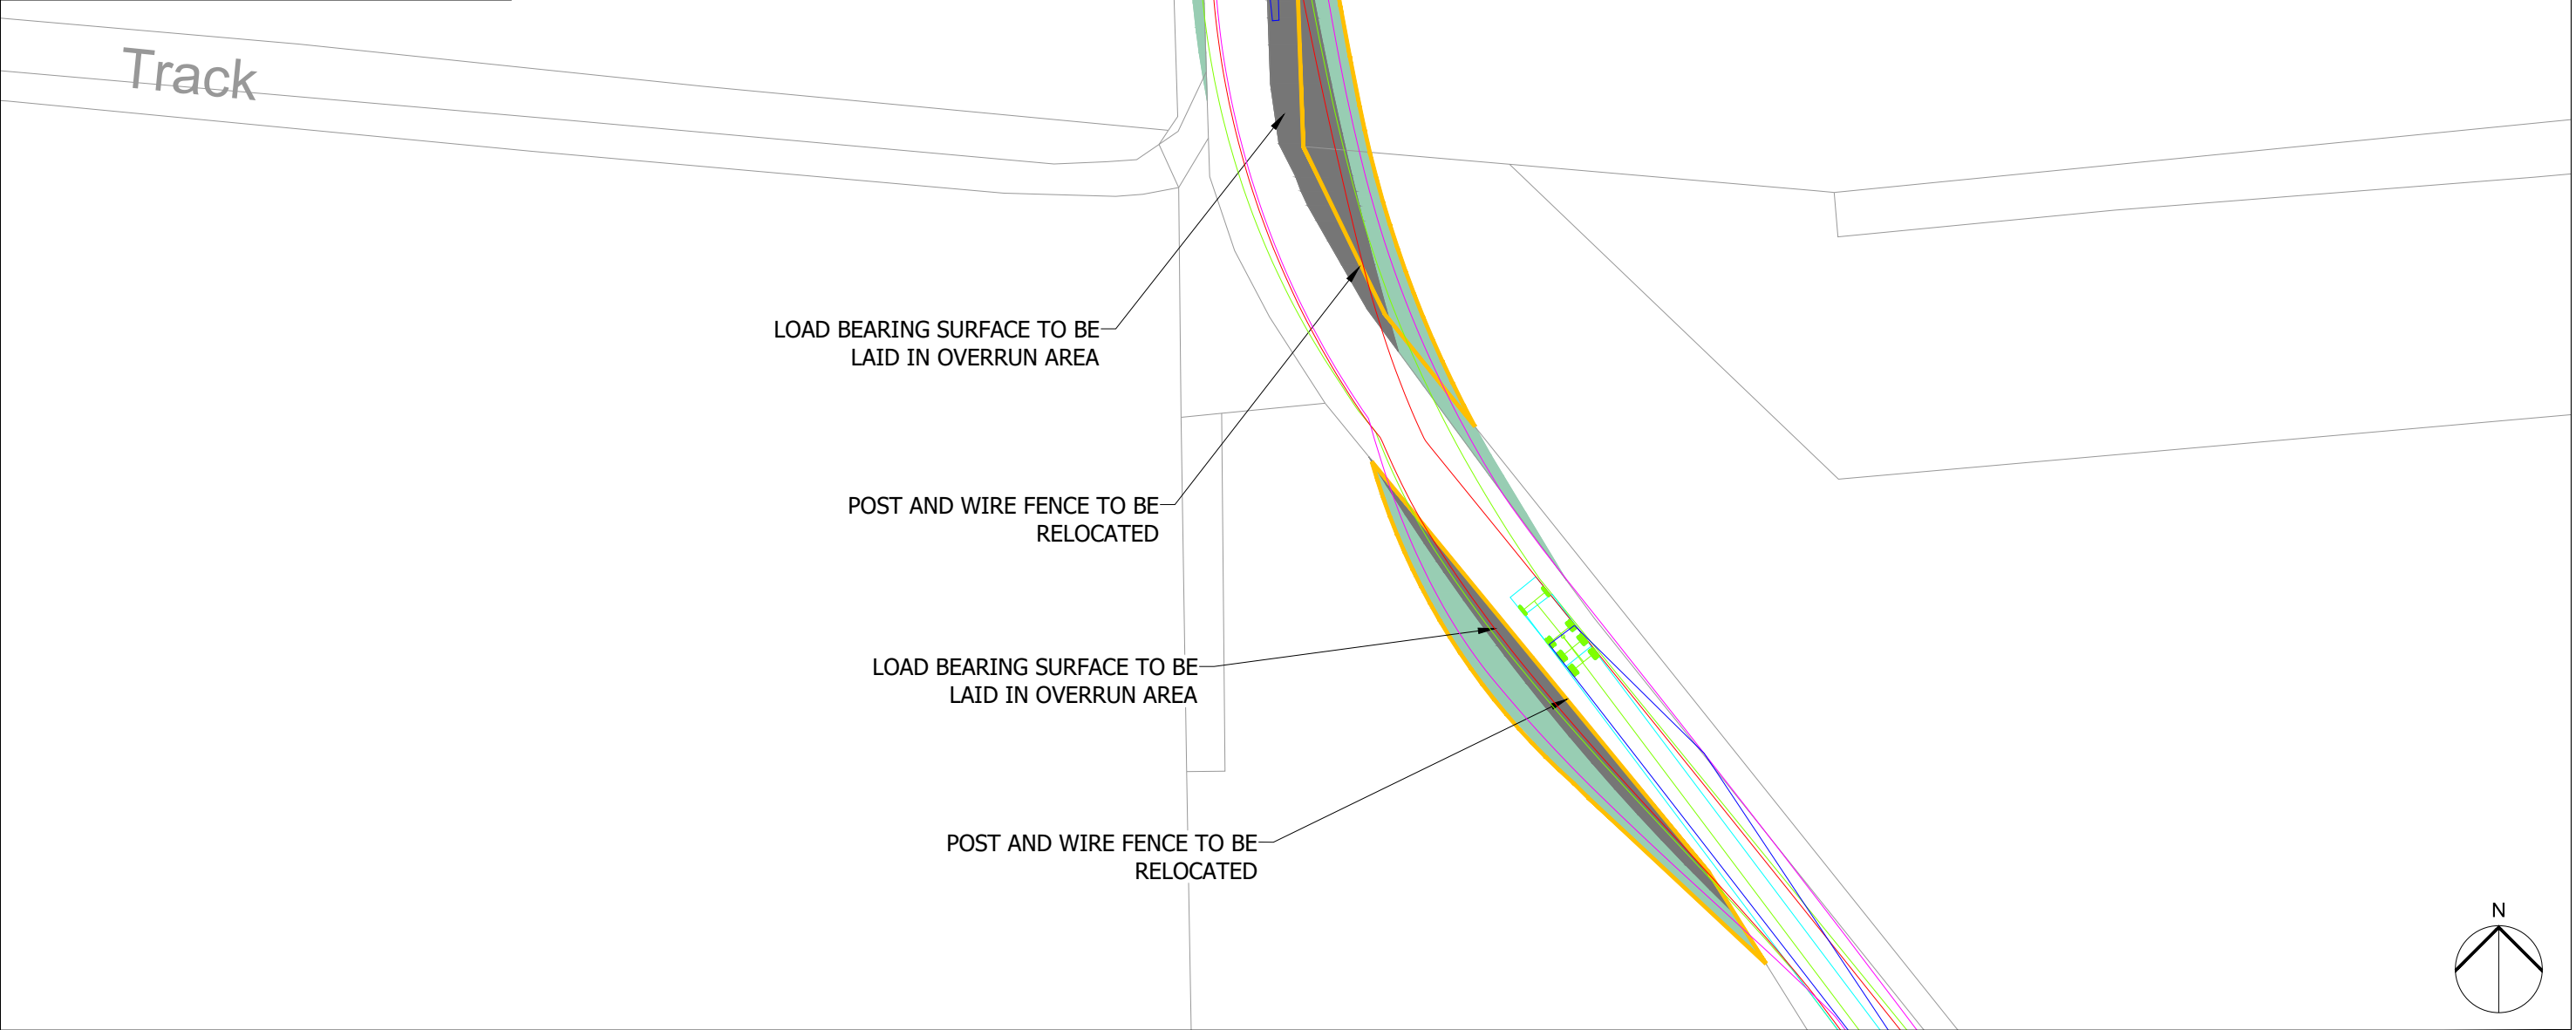 Track
LOAD BEARING SURFACE TO BE
LAID IN OVERRUN AREA
POST AND WIRE FENCE TO BE
RELOCATED
LOAD BEARING SURFACE TO BE
LAID IN OVERRUN AREA
POST AND WIRE FENCE TO BE
RELOCATED
N